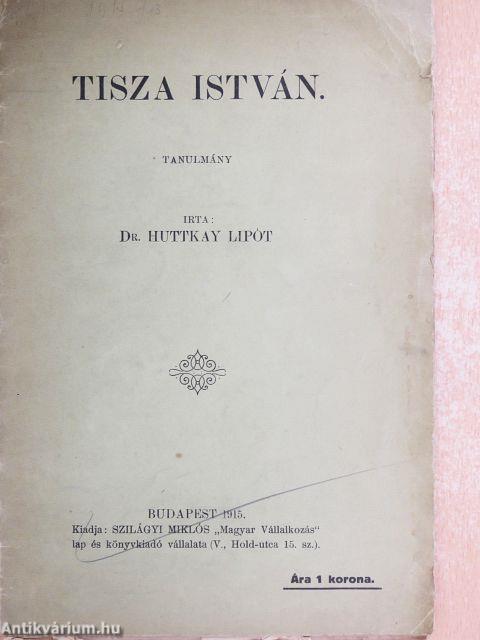 TISZA ISTVÁN.
TANULMÁNY
IRTA:
DR. HUTTKAY LIPÓT
BUDAPEST 1915.
Kiadja: SZILÁGYI MIKLÓS „Magyar Vállalkozás“
lap és könyvkiadó vállalata (V., Hold-utca 15. sz.).
Ára 1 korona.
Antikvárium.hu